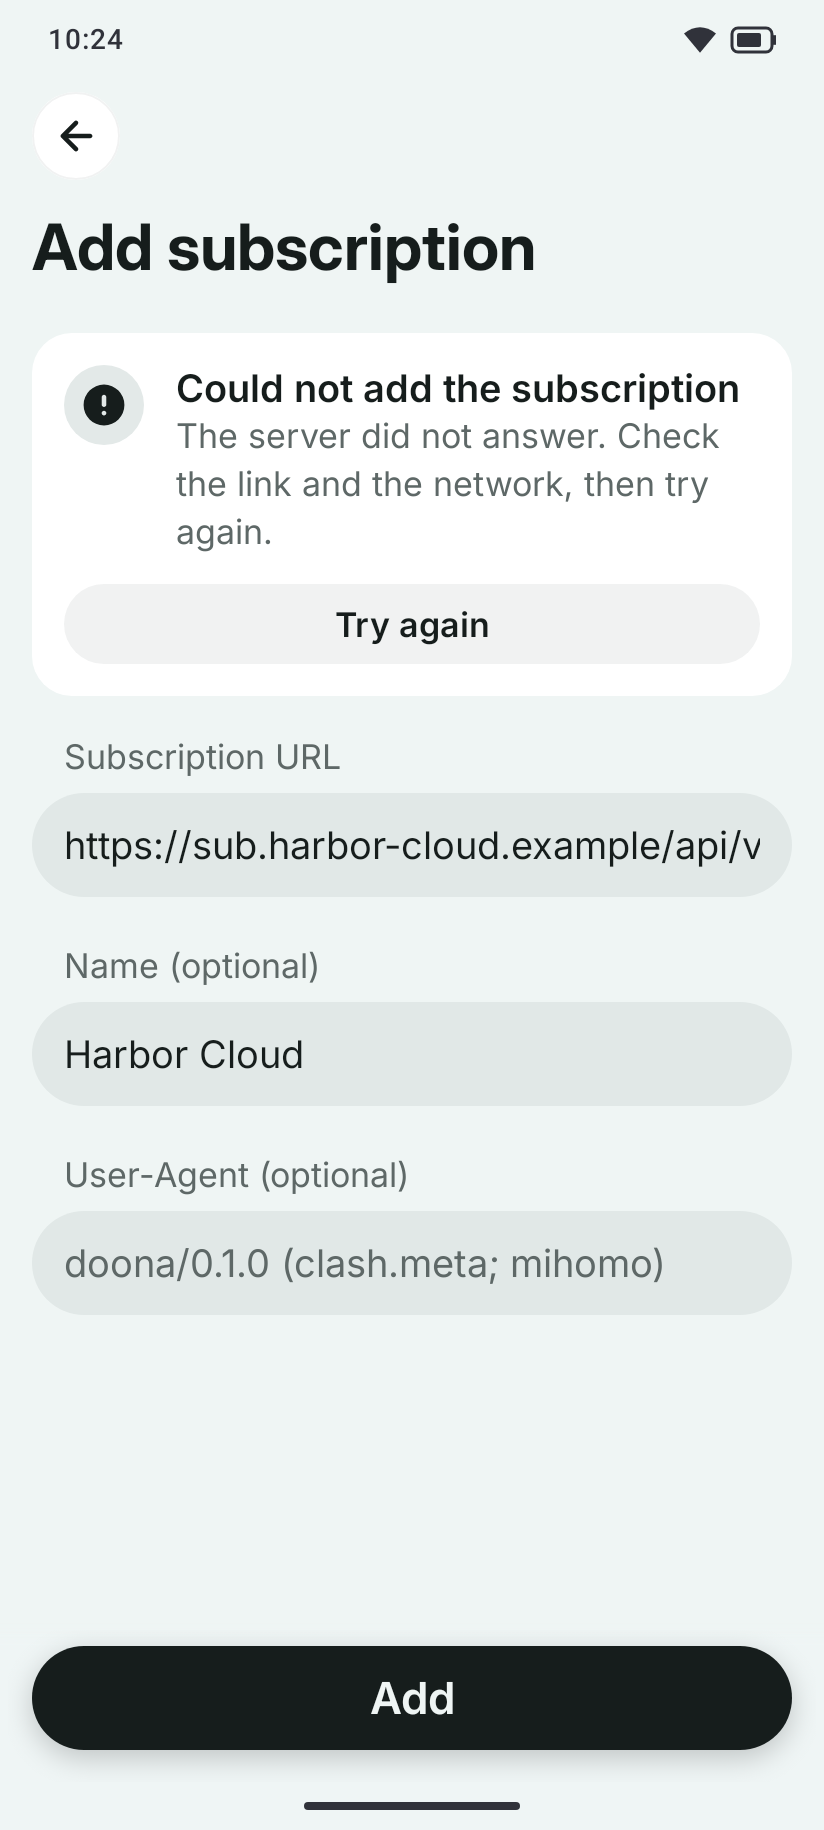 10:24
Add subscription
Could not add the subscription
The server did not answer. Check
the link and the network, then try
again.
Try again
Subscription URL
https://sub.harbor-cloud.example/api/v
Name (optional)
Harbor Cloud
User-Agent (optional)
doona/0.1.0 (clash.meta; mihomo)
Add